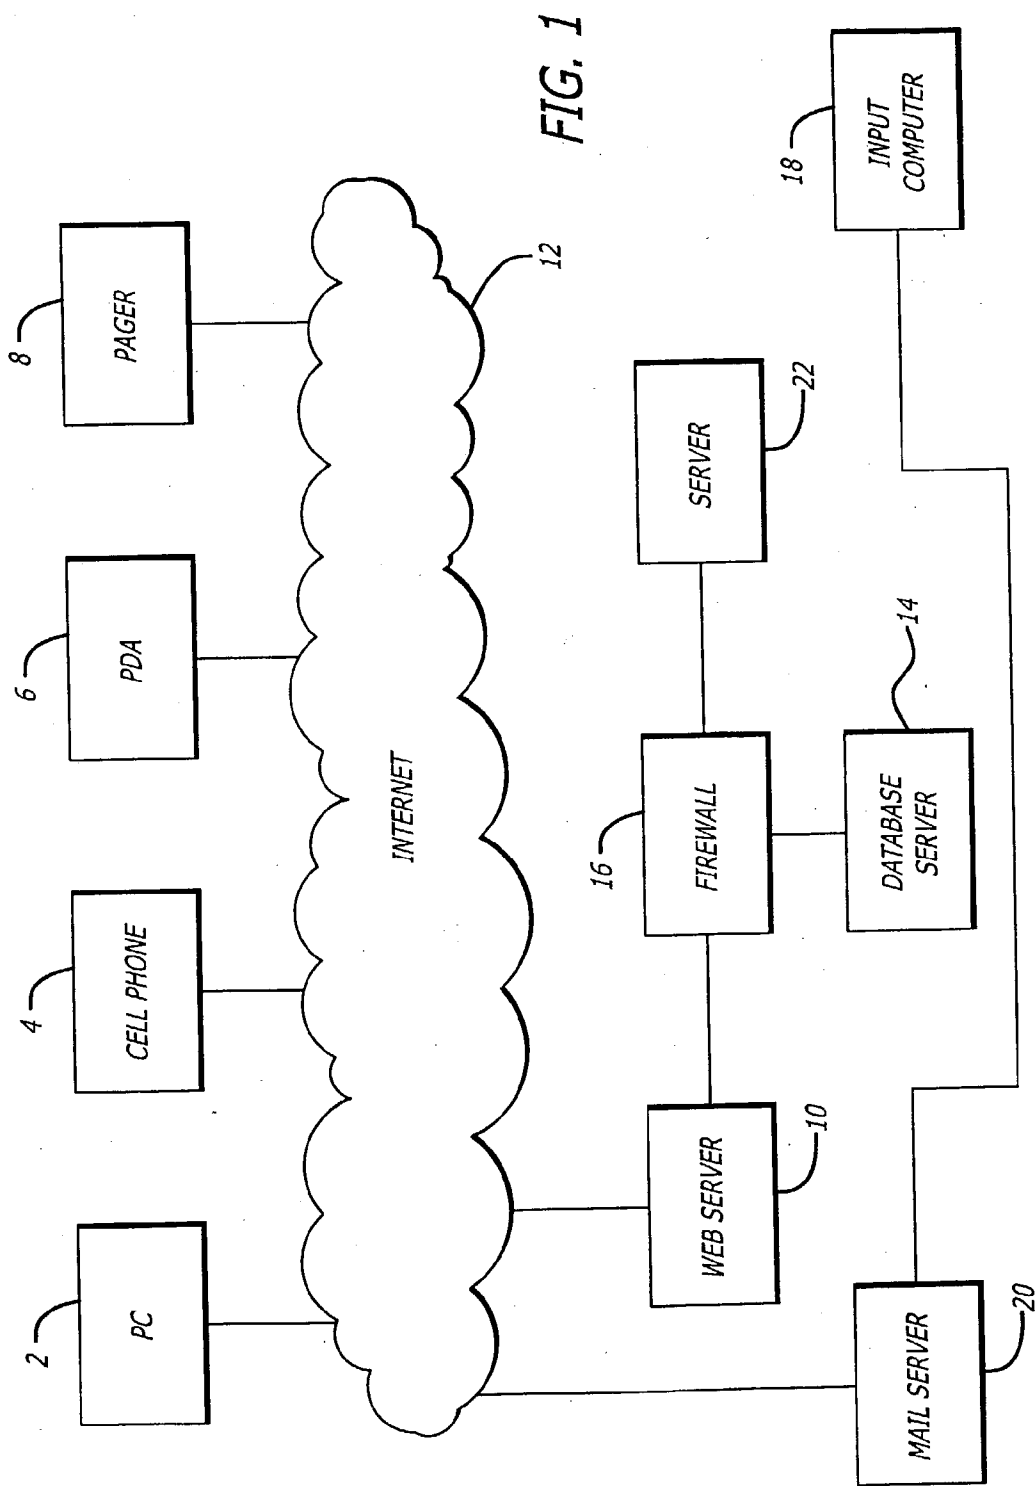 2
PC
4
CELL PHONE
6
PDA
8
PAGER
INTERNET
12
FIG. 1
10
WEB SERVER
16
FIREWALL
22
SERVER
14
DATABASE
SERVER
20
MAIL SERVER
18
INPUT
COMPUTER